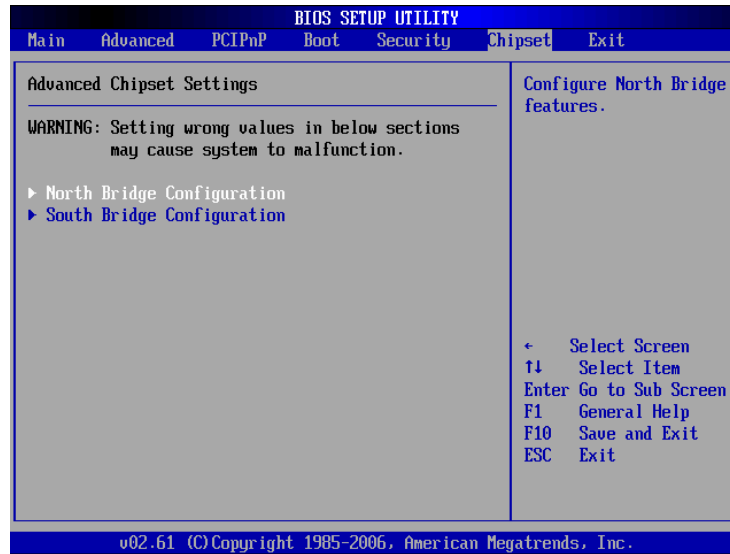 BIOS SETUP UTILITY
Main Advanced PCIPnP Boot Security Chipset Exit
Advanced Chipset Settings
WARNING: Setting wrong values in below sections
may cause system to malfunction.
▶ North Bridge Configuration
▶ South Bridge Configuration
Configure North Bridge
features.
← Select Screen
↑↓ Select Item
Enter Go to Sub Screen
F1 General Help
F10 Save and Exit
ESC Exit
v02.61 (C)Copyright 1985-2006, American Megatrends, Inc.